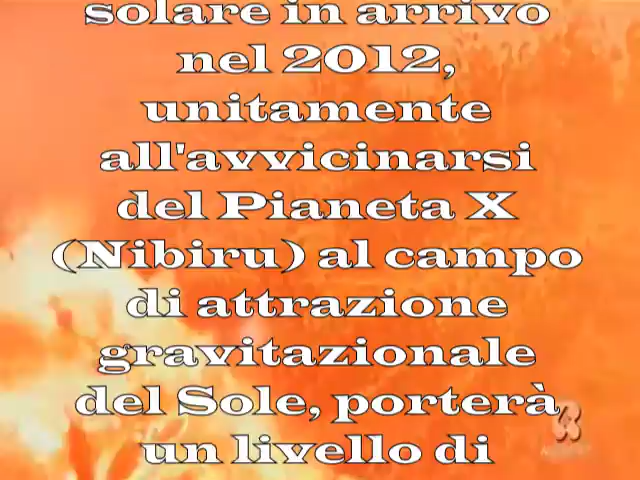 solare in arrivo
nel 2012,
unitamente
all'avvicinarsi
del Pianeta X
(Nibiru) al campo
di attrazione
gravitazionale
del Sole, porterà
un livello di